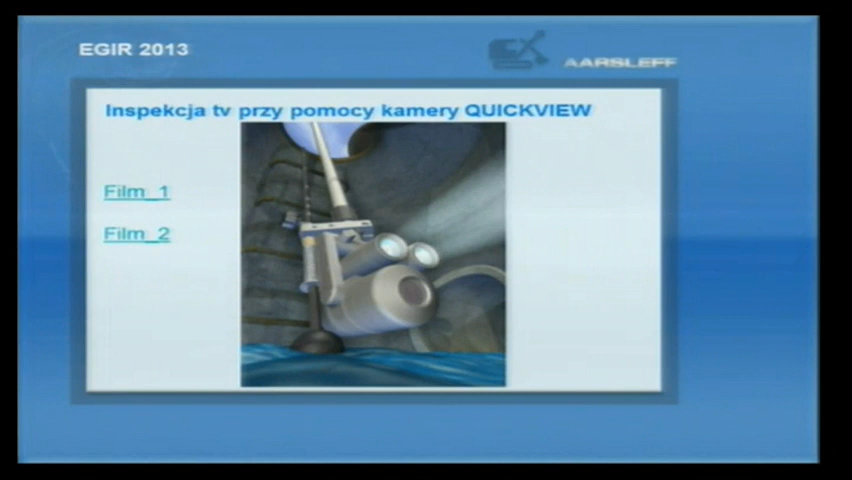 EGIR 2013
AARSLEFF
Inspekcja tv przy pomocy kamery QUICKVIEW
Film_1
Film_2